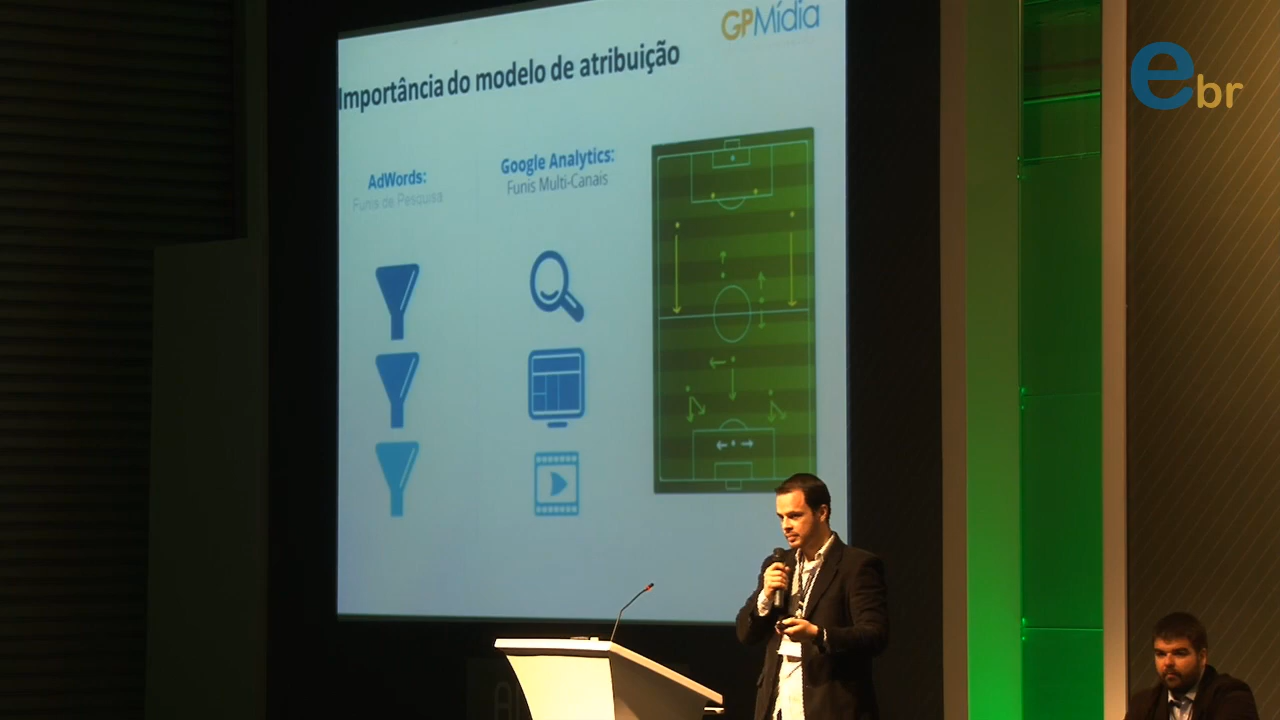 GPMídia
ebr
Importância do modelo de atribuição
AdWords:
Funis de Pesquisa
Google Analytics:
Funis Multi-Canais